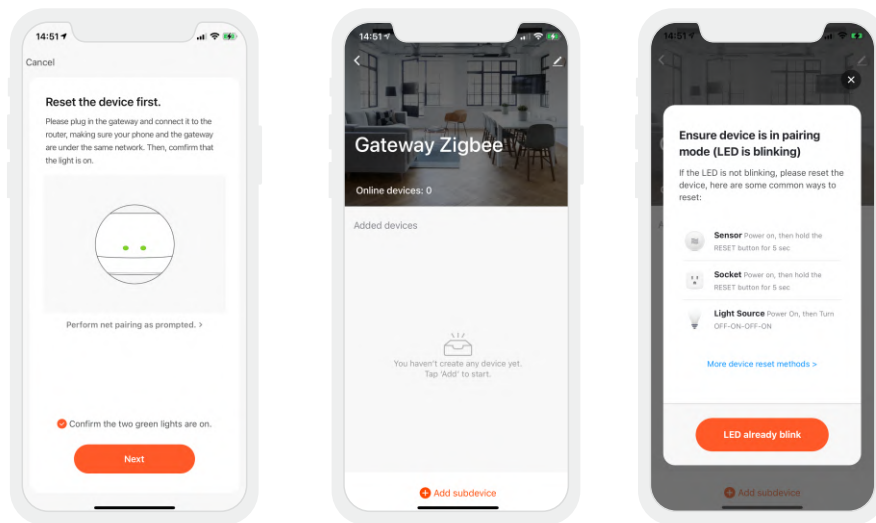 14:51
Cancel
Reset the device first.
Please plug in the gateway and connect it to the
router, making sure your phone and the gateway
are under the same network. Then, comfirm that
the light is on.
Perform net pairing as prompted. >
Confirm the two green lights are on.
Next
14:51
Gateway Zigbee
Online devices: 0
Added devices
You haven't create any device yet.
Tap 'Add' to start.
Add subdevice
14:51
Ensure device is in pairing
mode (LED is blinking)
If the LED is not blinking, please reset the
device, here are some common ways to
reset:
Sensor Power on, then hold the
RESET button for 5 sec
Socket Power on, then hold the
RESET button for 5 sec
Light Source Power On, then Turn
OFF-ON-OFF-ON
More device reset methods >
LED already blink
Add subdevice